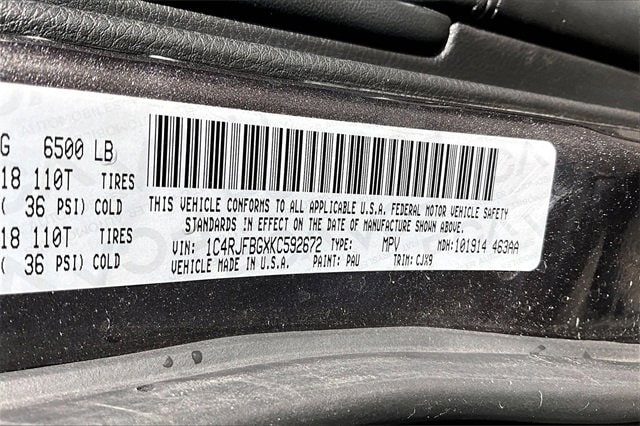 G 6500 LB
18 110T TIRES
( 36 PSI) COLD
18 110T TIRES
( 36 PSI) COLD
THIS VEHICLE CONFORMS TO ALL APPLICABLE U.S.A. FEDERAL MOTOR VEHICLE SAFETY
STANDARDS IN EFFECT ON THE DATE OF MANUFACTURE SHOWN ABOVE.
VIN: 1C4RJFBGXKC592672 TYPE: MPV MDH: 101914 463AA
VEHICLE MADE IN U.S.A. PAINT: PAU TRIM: CJX9